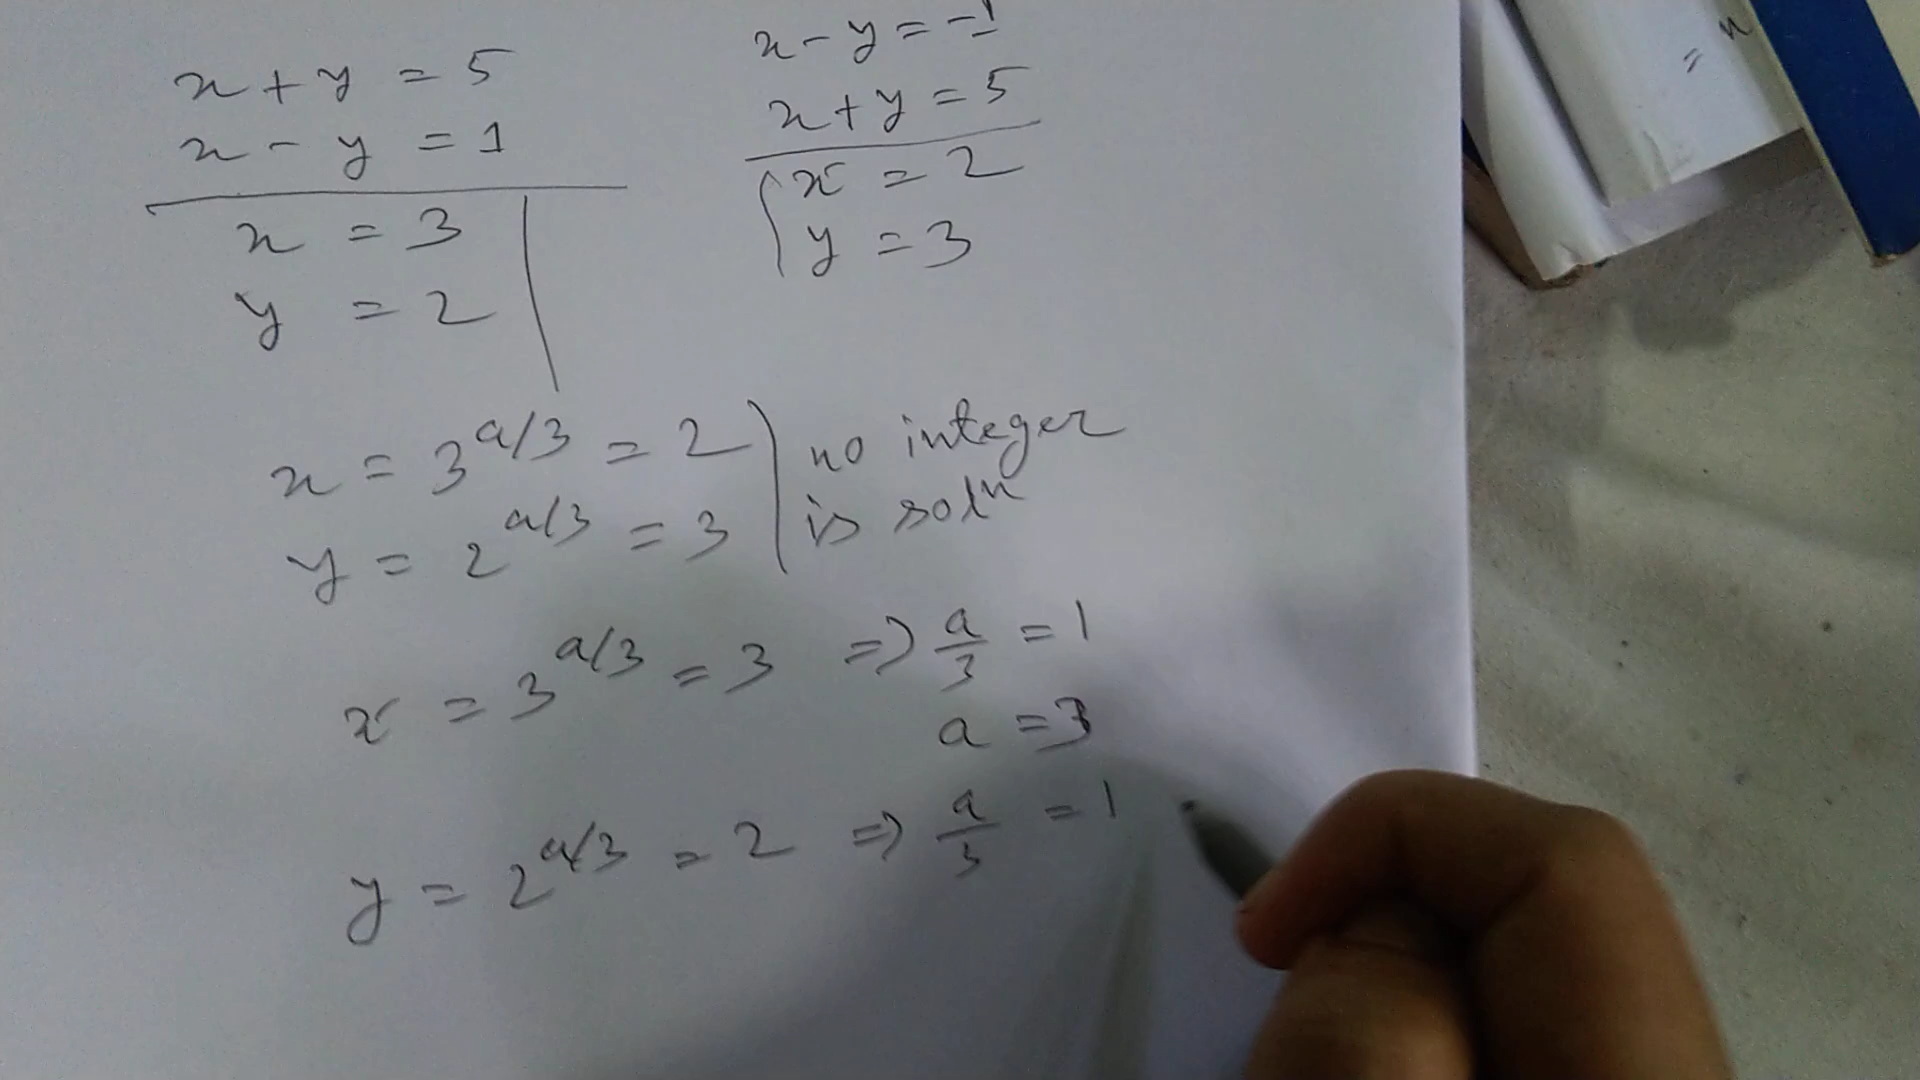 x + y = 5
x - y = 1
x = 3
y = 2
x - y = -1
x + y = 5
x = 2
y = 3
x = 3^{a/3} = 2
y = 2^{a/3} = 3
no integer
is sol^n
x = 3^{a/3} = 3 => a/3 = 1
a = 3
y = 2^{a/3} = 2 => a/3 = 1